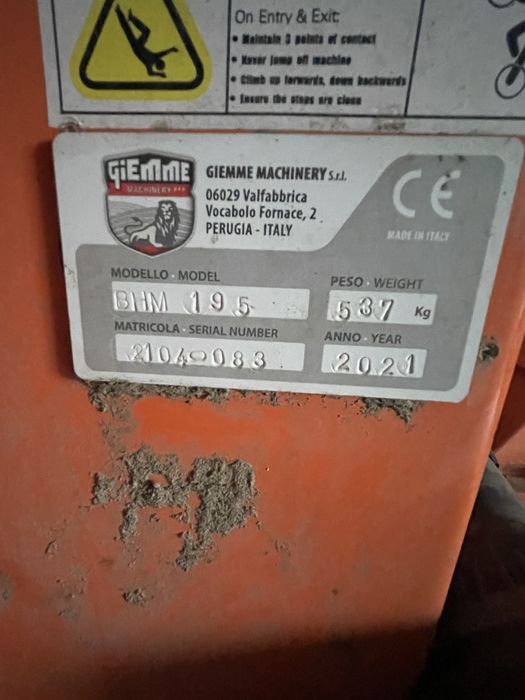 On Entry & Exit:
• Maintain 3 points of contact
• Never jump off machine
• Climb up forwards, down backwards
• Ensure the steps are clean
GiEMME
MACHINERY
GIEMME MACHINERY S.r.l.
06029 Valfabbrica
Vocabolo Fornace, 2
PERUGIA - ITALY
CE
MADE IN ITALY
MODELLO - MODEL
BHM 195
PESO - WEIGHT
537 Kg
MATRICOLA - SERIAL NUMBER
2104-083
ANNO - YEAR
2021